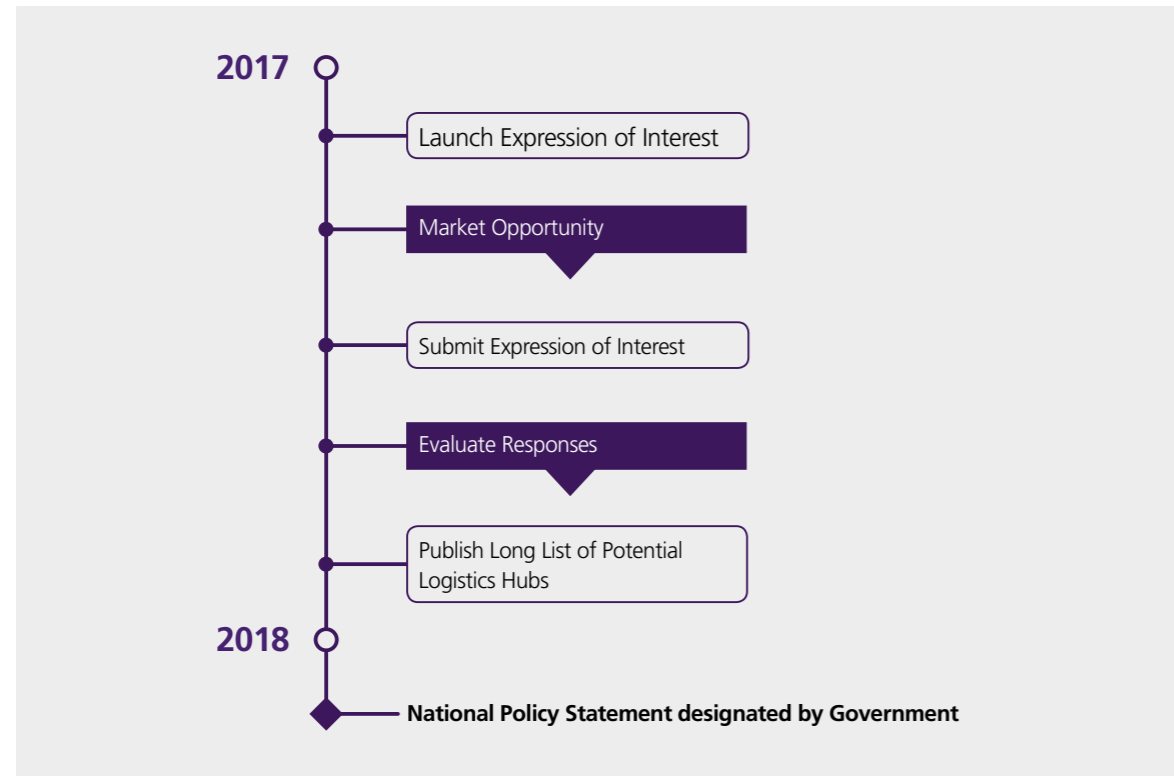 2017
Launch Expression of Interest
Market Opportunity
Submit Expression of Interest
Evaluate Responses
Publish Long List of Potential
Logistics Hubs
2018
National Policy Statement designated by Government